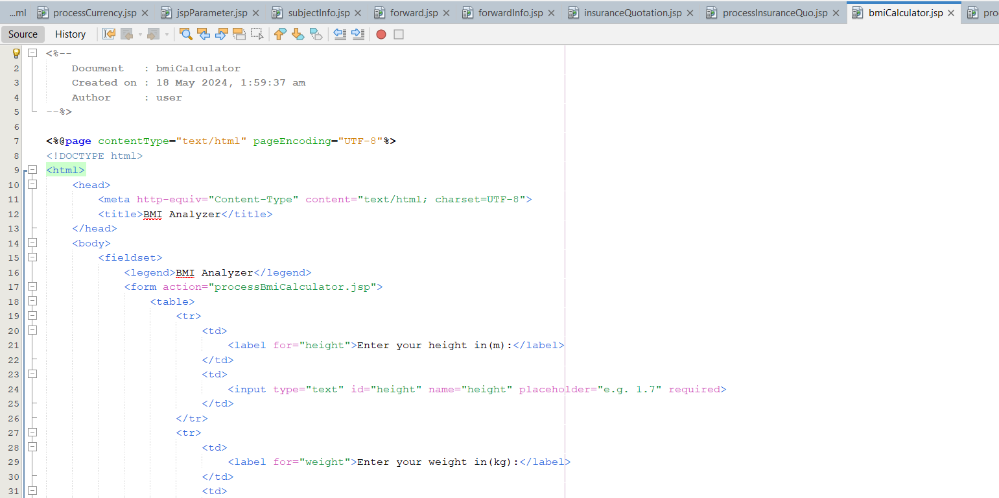 ...ml processCurrency.jsp jspParameter.jsp subjectInfo.jsp forward.jsp forwardInfo.jsp insuranceQuotation.jsp processInsuranceQuo.jsp bmiCalculator.jsp pro
Source History
<%--
2     Document   : bmiCalculator
3     Created on : 18 May 2024, 1:59:37 am
4     Author     : user
5 --%>
6
7 <%@page contentType="text/html" pageEncoding="UTF-8"%>
8 <!DOCTYPE html>
9 <html>
10     <head>
11         <meta http-equiv="Content-Type" content="text/html; charset=UTF-8">
12         <title>BMI Analyzer</title>
13     </head>
14     <body>
15         <fieldset>
16             <legend>BMI Analyzer</legend>
17             <form action="processBmiCalculator.jsp">
18                 <table>
19                     <tr>
20                         <td>
21                             <label for="height">Enter your height in(m):</label>
22                         </td>
23                         <td>
24                             <input type="text" id="height" name="height" placeholder="e.g. 1.7" required>
25                         </td>
26                     </tr>
27                     <tr>
28                         <td>
29                             <label for="weight">Enter your weight in(kg):</label>
30                         </td>
31                         <td>